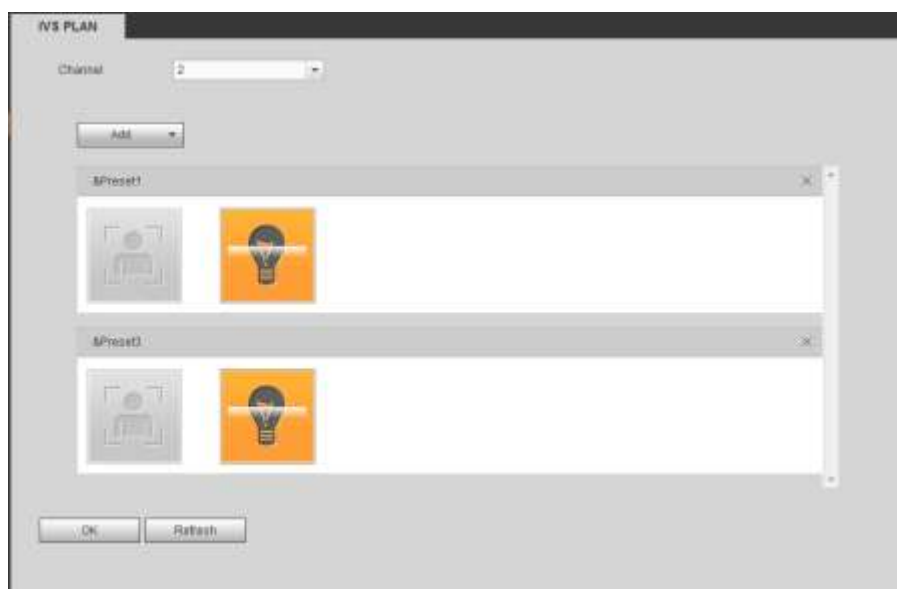 IVS PLAN
Channel 2
Add
&Preset1
&Preset3
OK
Refresh